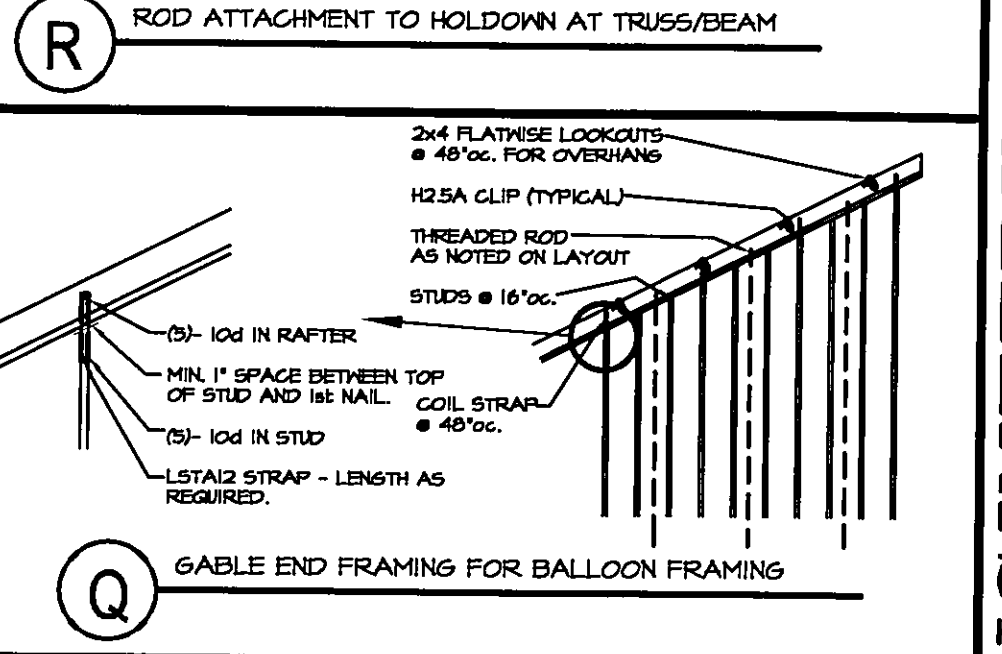 R
ROD ATTACHMENT TO HOLDOWN AT TRUSS/BEAM
2x4 FLATWISE LOOKOUTS
@ 48"oc. FOR OVERHANG
H2.5A CLIP (TYPICAL)
THREADED ROD
AS NOTED ON LAYOUT
STUDS @ 16"oc.
COIL STRAP
@ 48"oc.
(5)- 10d IN RAFTER
MIN. 1" SPACE BETWEEN TOP
OF STUD AND 1st NAIL.
(5)- 10d IN STUD
LSTA12 STRAP - LENGTH AS
REQUIRED.
Q
GABLE END FRAMING FOR BALLOON FRAMING